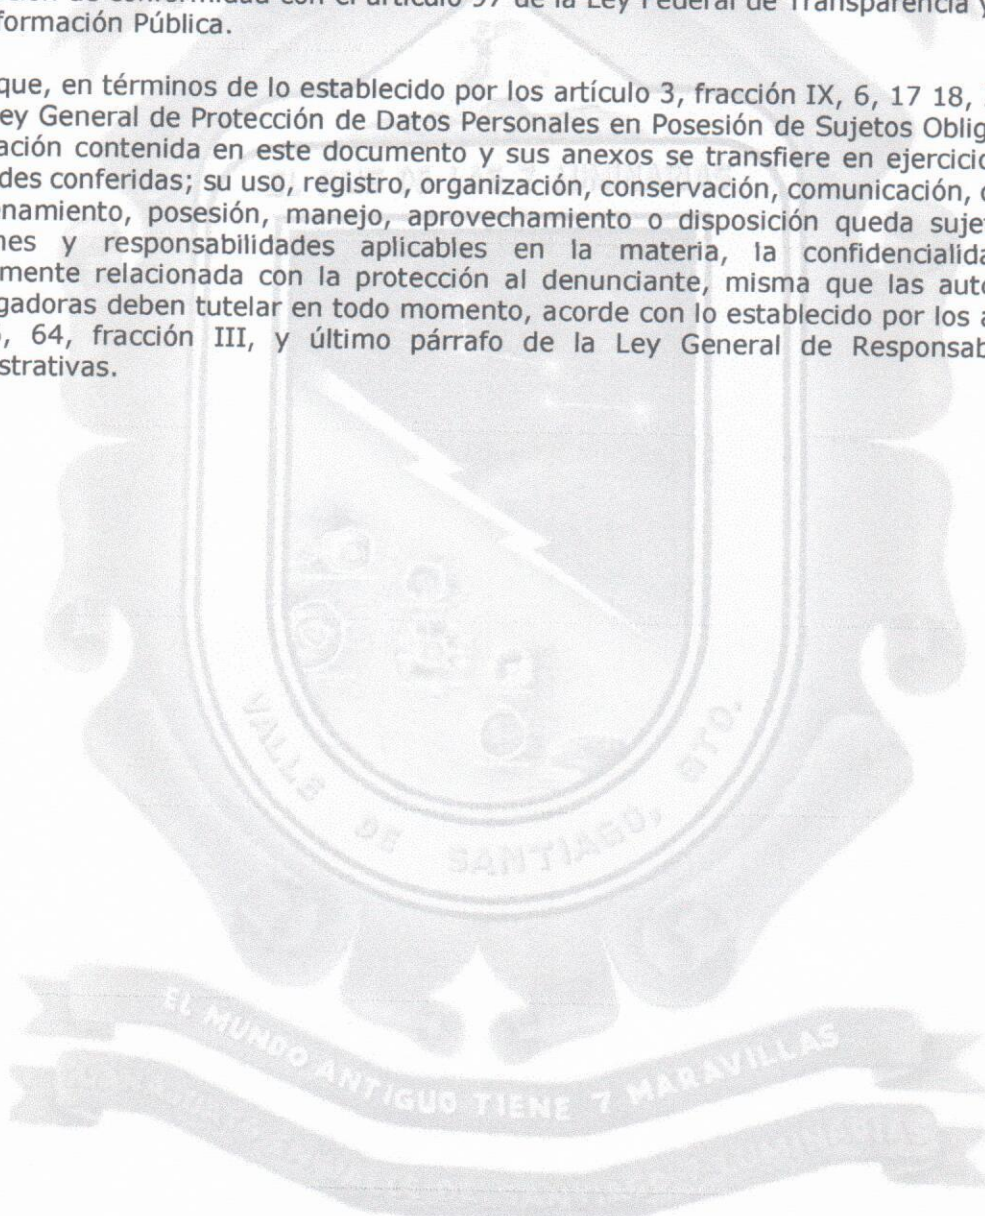 ción de conformidad con el artículo 97 de la Ley Federal de Transparencia y
formación Pública.
que, en términos de lo establecido por los artículo 3, fracción IX, 6, 17 18,
ey General de Protección de Datos Personales en Posesión de Sujetos Oblig
ación contenida en este documento y sus anexos se transfiere en ejercicio
des conferidas; su uso, registro, organización, conservación, comunicación,
enamiento, posesión, manejo, aprovechamiento o disposición queda sujet
nes y responsabilidades aplicables en la materia, la confidencialida
mente relacionada con la protección al denunciante, misma que las auto
gadoras deben tutelar en todo momento, acorde con lo establecido por los a
, 64, fracción III, y último párrafo de la Ley General de Responsab
strativas.
VALLE DE SANTIAGO, GTO.
EL MUNDO ANTIGUO TIENE 7 MARAVILLAS